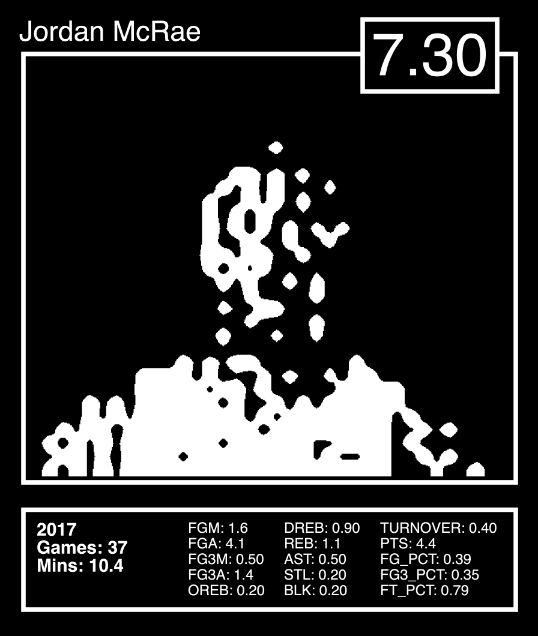 Jordan McRae
7.30
2017
Games: 37
Mins: 10.4
FGM: 1.6
FGA: 4.1
FG3M: 0.50
FG3A: 1.4
OREB: 0.20
DREB: 0.90
REB: 1.1
AST: 0.50
STL: 0.20
BLK: 0.20
TURNOVER: 0.40
PTS: 4.4
FG_PCT: 0.39
FG3_PCT: 0.35
FT_PCT: 0.79